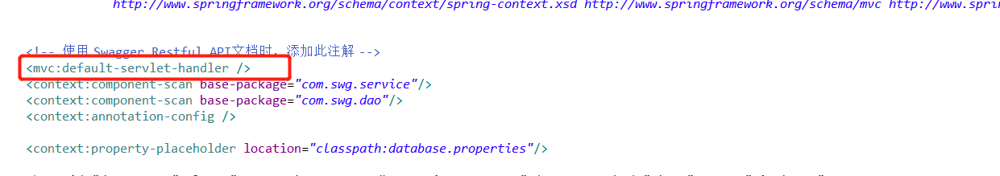 http://www.springframework.org/schema/context/spring-context.xsd http://www.springframework.org/schema/mvc http://www.sprin
<!-- 使用 Swagger Restful API文档时，添加此注解 -->
<mvc:default-servlet-handler />
<context:component-scan base-package="com.swg.service"/>
<context:component-scan base-package="com.swg.dao"/>
<context:annotation-config />
<context:property-placeholder location="classpath:database.properties"/>